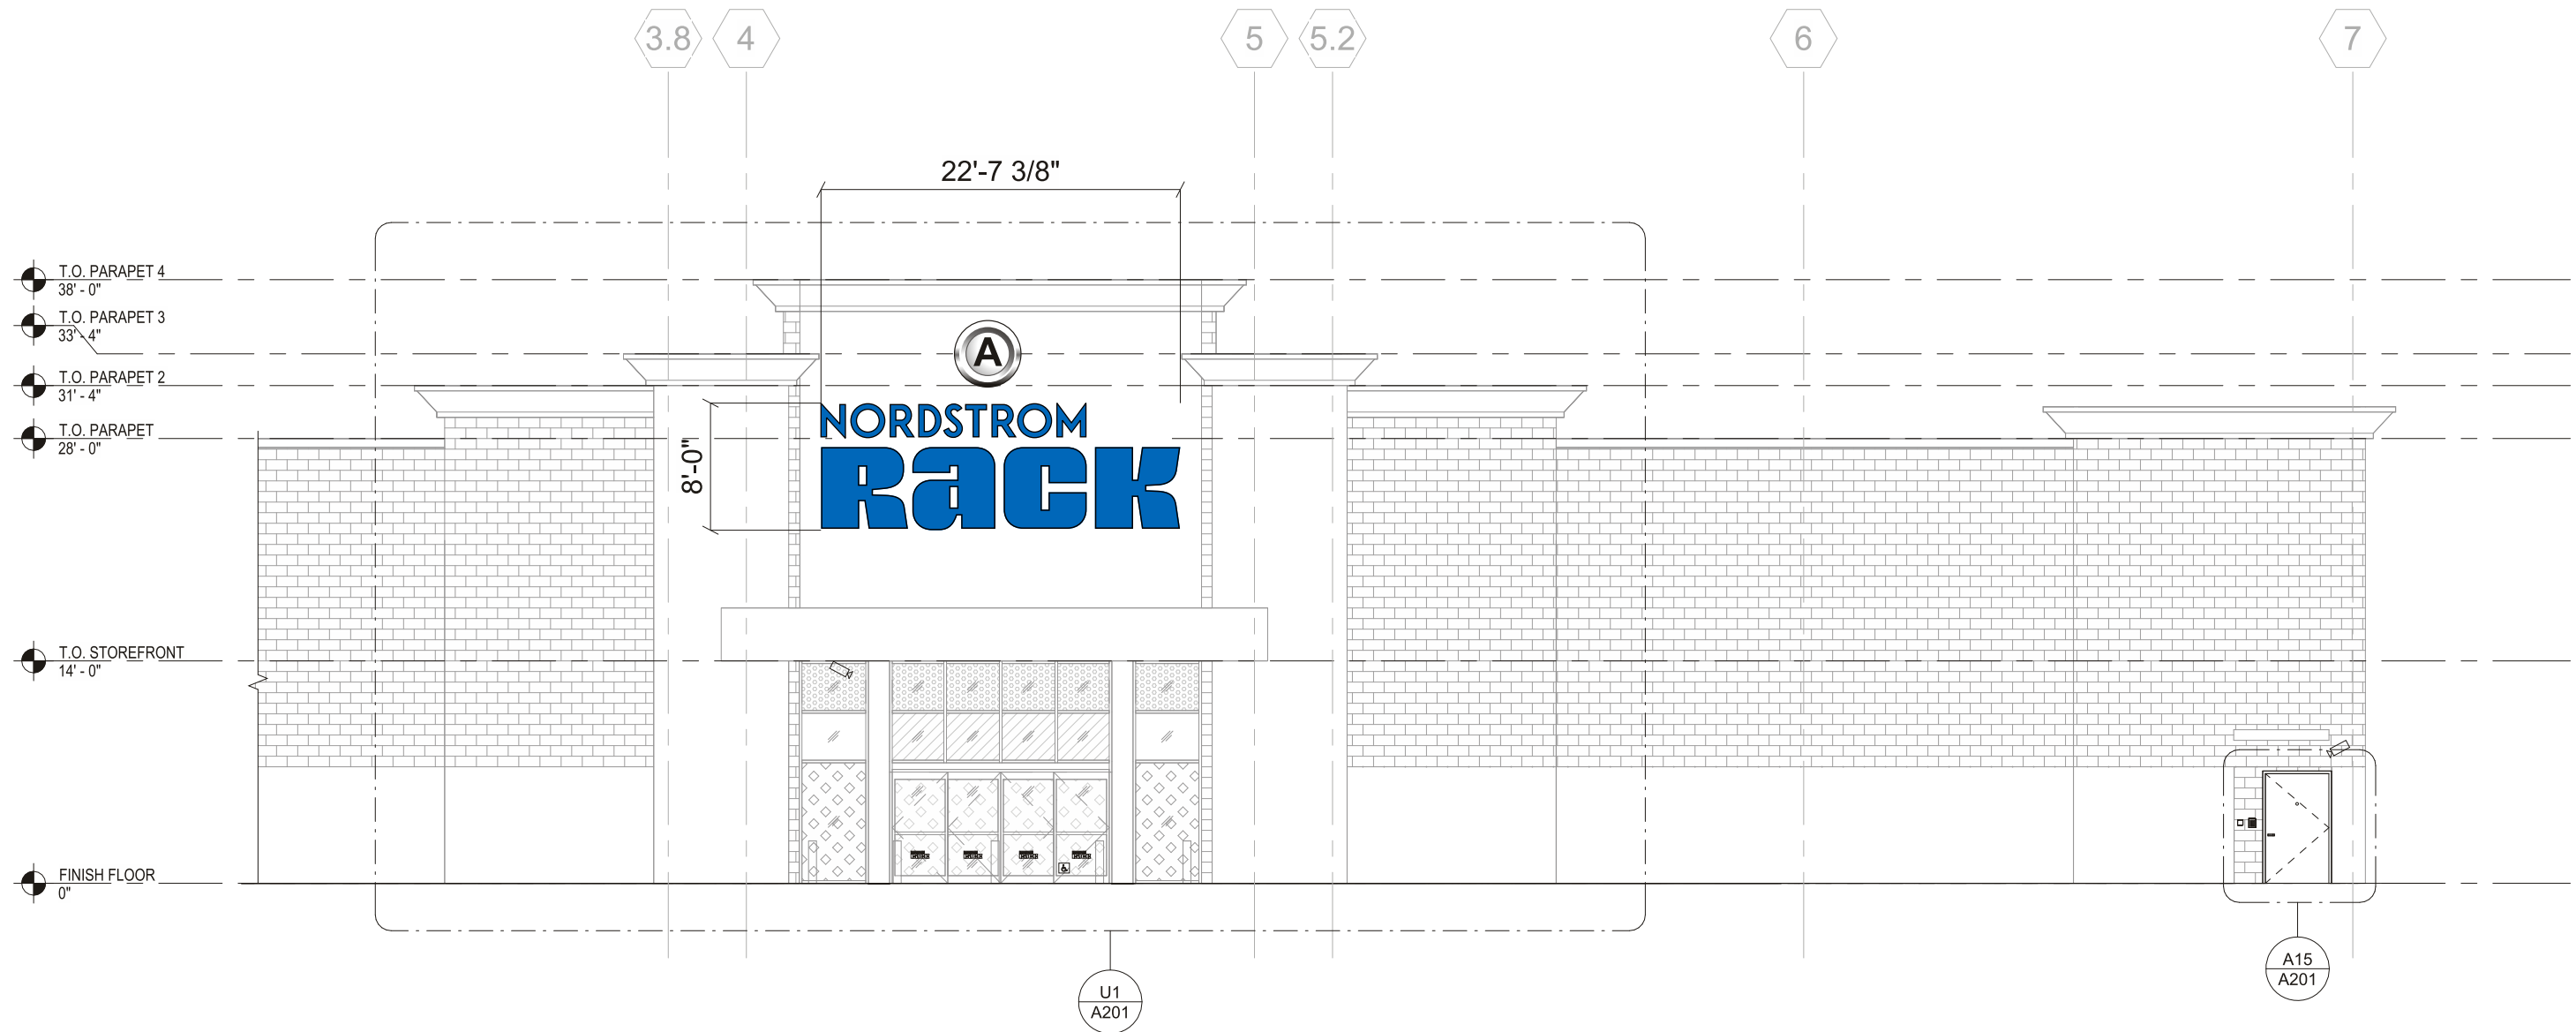 3.8 4 5 5.2 6 7
22'-7 3/8"
T.O. PARAPET 4
38' - 0"
T.O. PARAPET 3
33' - 4"
T.O. PARAPET 2
31' - 4"
T.O. PARAPET
28' - 0"
A
NORDSTROM
RACK
8'-0"
T.O. STOREFRONT
14' - 0"
FINISH FLOOR
0"
U1
A201
A15
A201